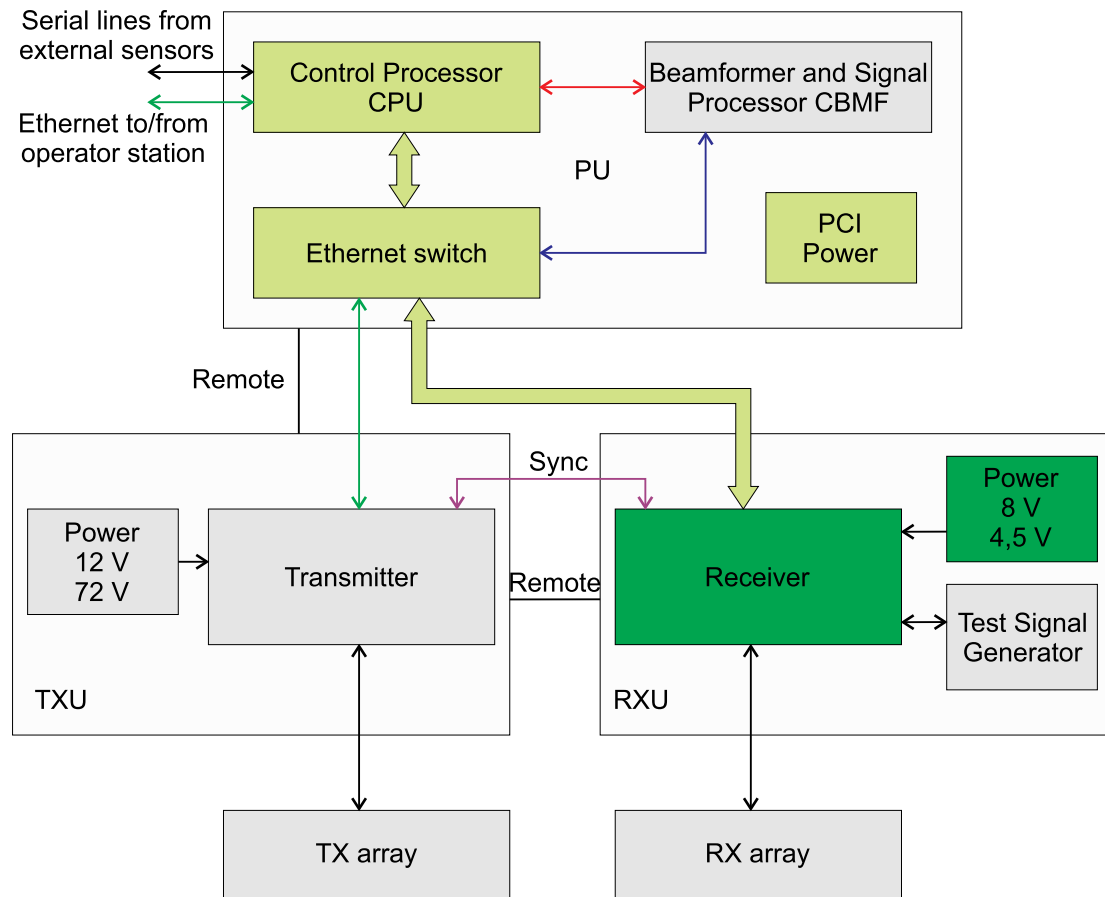 Serial lines from
external sensors
Ethernet to/from
operator station
Control Processor
CPU
Beamformer and Signal
Processor CBMF
PU
Ethernet switch
PCI
Power
Remote
Sync
Power
12 V
72 V
Transmitter
TXU
Remote
Receiver
Power
8 V
4,5 V
Test Signal
Generator
RXU
TX array
RX array